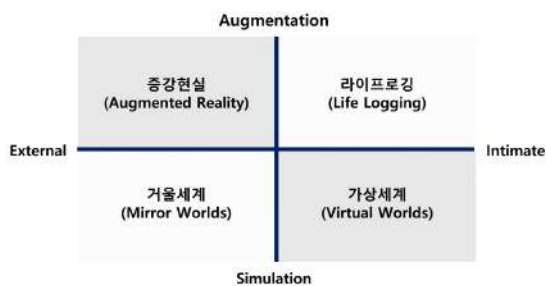 Augmentation
증강현실
(Augmented Reality)
라이프로깅
(Life Logging)
External
Intimate
거울세계
(Mirror Worlds)
가상세계
(Virtual Worlds)
Simulation